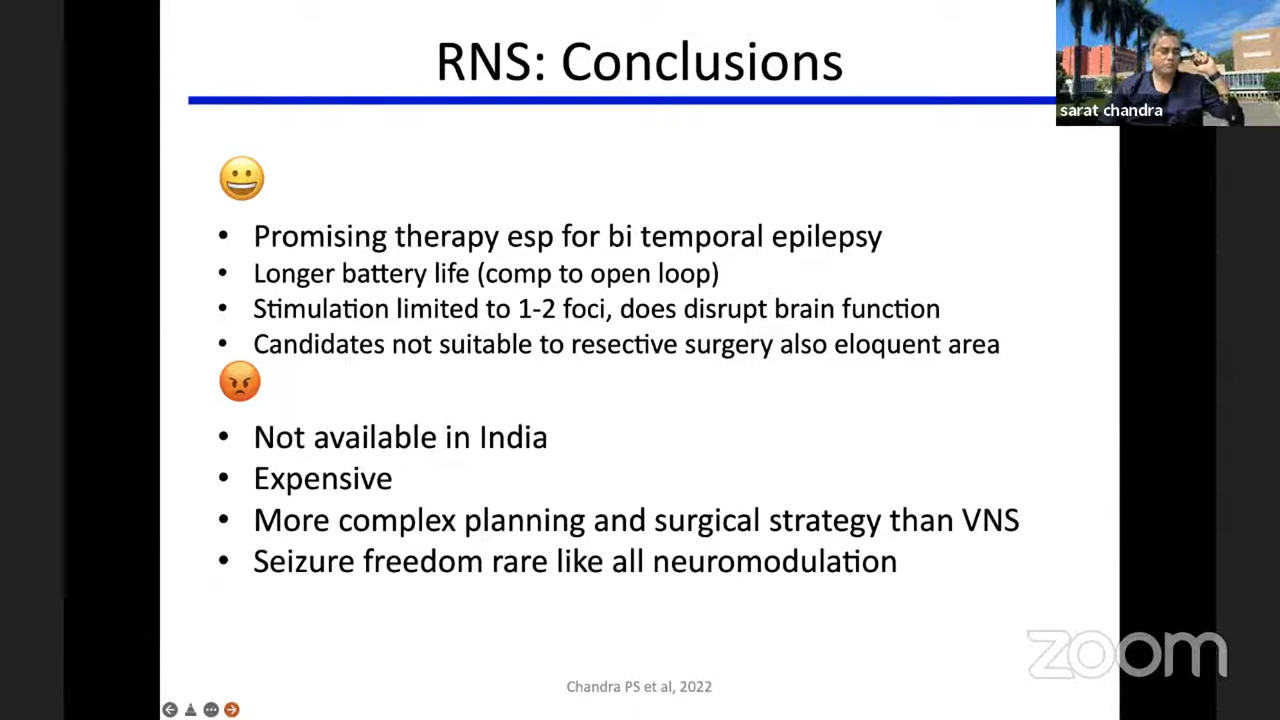 RNS: Conclusions
sarat chandra
• Promising therapy esp for bi temporal epilepsy
• Longer battery life (comp to open loop)
• Stimulation limited to 1-2 foci, does disrupt brain function
• Candidates not suitable to resective surgery also eloquent area
• Not available in India
• Expensive
• More complex planning and surgical strategy than VNS
• Seizure freedom rare like all neuromodulation
zoom
Chandra PS et al, 2022